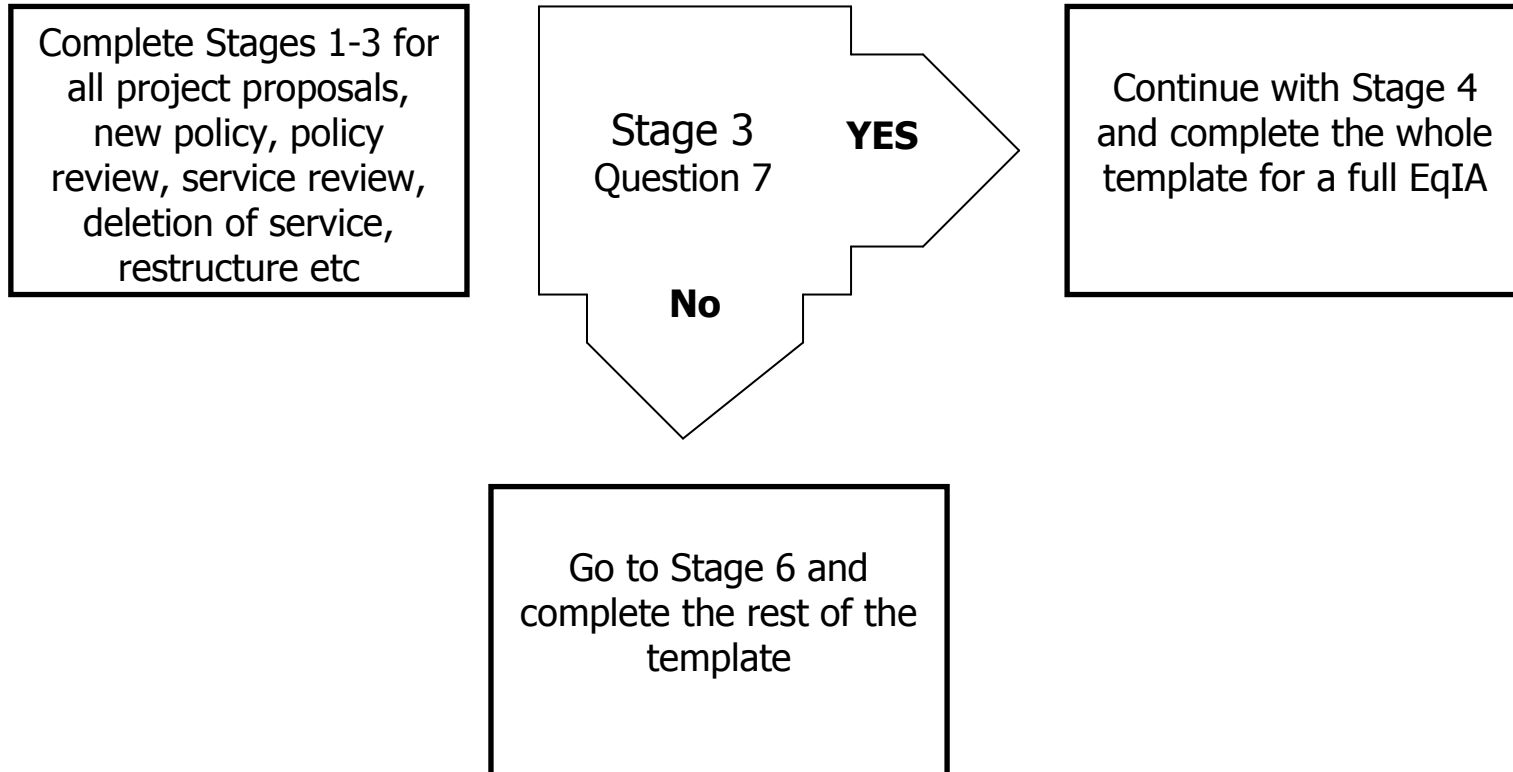 Complete Stages 1-3 for
all project proposals,
new policy, policy
review, service review,
deletion of service,
restructure etc
Stage 3
Question 7
YES
No
Continue with Stage 4
and complete the whole
template for a full EqIA
Go to Stage 6 and
complete the rest of the
template